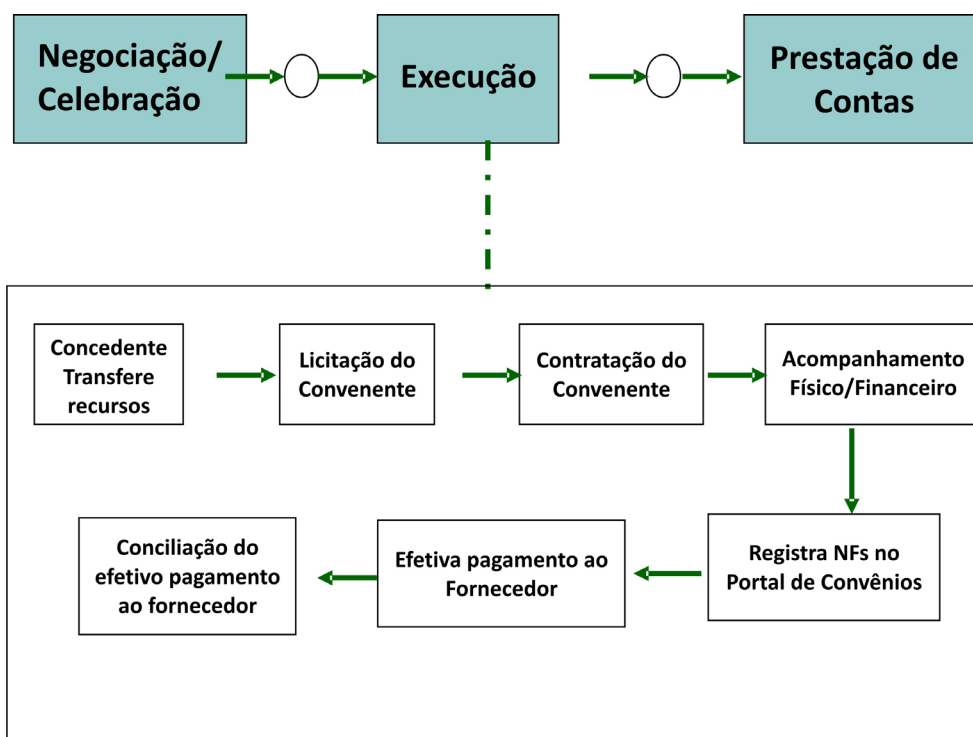 Negociação/
Celebração
Execução
Prestação de
Contas
Concedente
Transfere
recursos
Licitação do
Convenente
Contratação do
Convenente
Acompanhamento
Físico/Financeiro
Registra NFs no
Portal de Convênios
Efetiva pagamento ao
Fornecedor
Conciliação do
efetivo pagamento
ao fornecedor